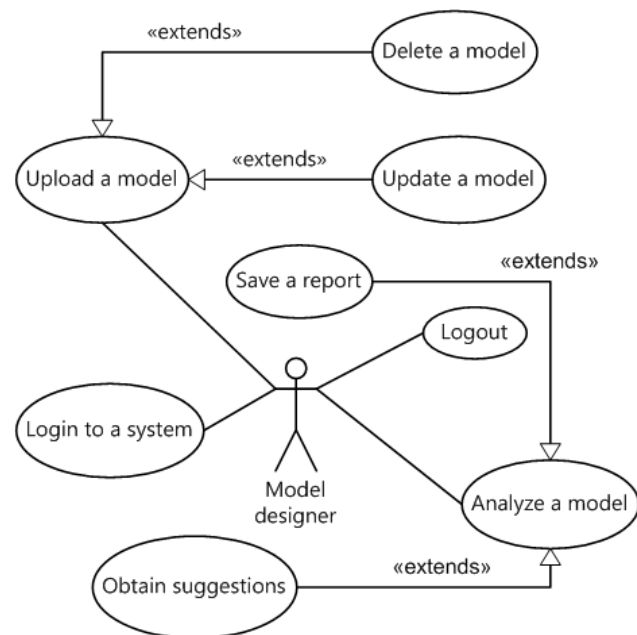 «extends»
Delete a model
Upload a model
«extends»
Update a model
Save a report
«extends»
Logout
Login to a system
Model
designer
Analyze a model
Obtain suggestions
«extends»